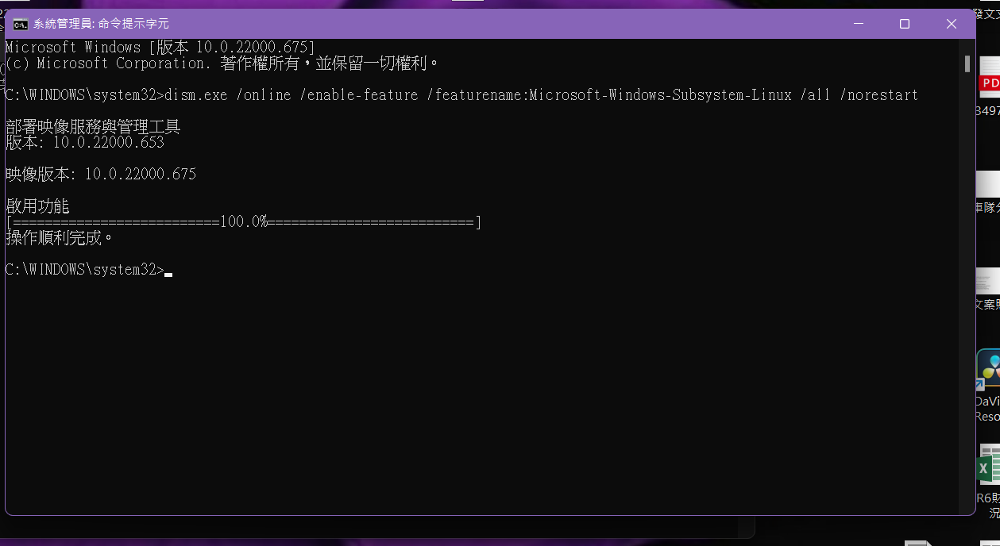 系統管理員: 命令提示字元
Microsoft Windows [版本 10.0.22000.675]
(c) Microsoft Corporation. 著作權所有，並保留一切權利。
C:\WINDOWS\system32>dism.exe /online /enable-feature /featurename:Microsoft-Windows-Subsystem-Linux /all /norestart
部署映像服務與管理工具
版本: 10.0.22000.653
映像版本: 10.0.22000.675
啟用功能
[==========================100.0%==========================]
操作順利完成。
C:\WINDOWS\system32>
發文文
PD
3497
車隊分
文案照
DaVi
Reso
R6財
況